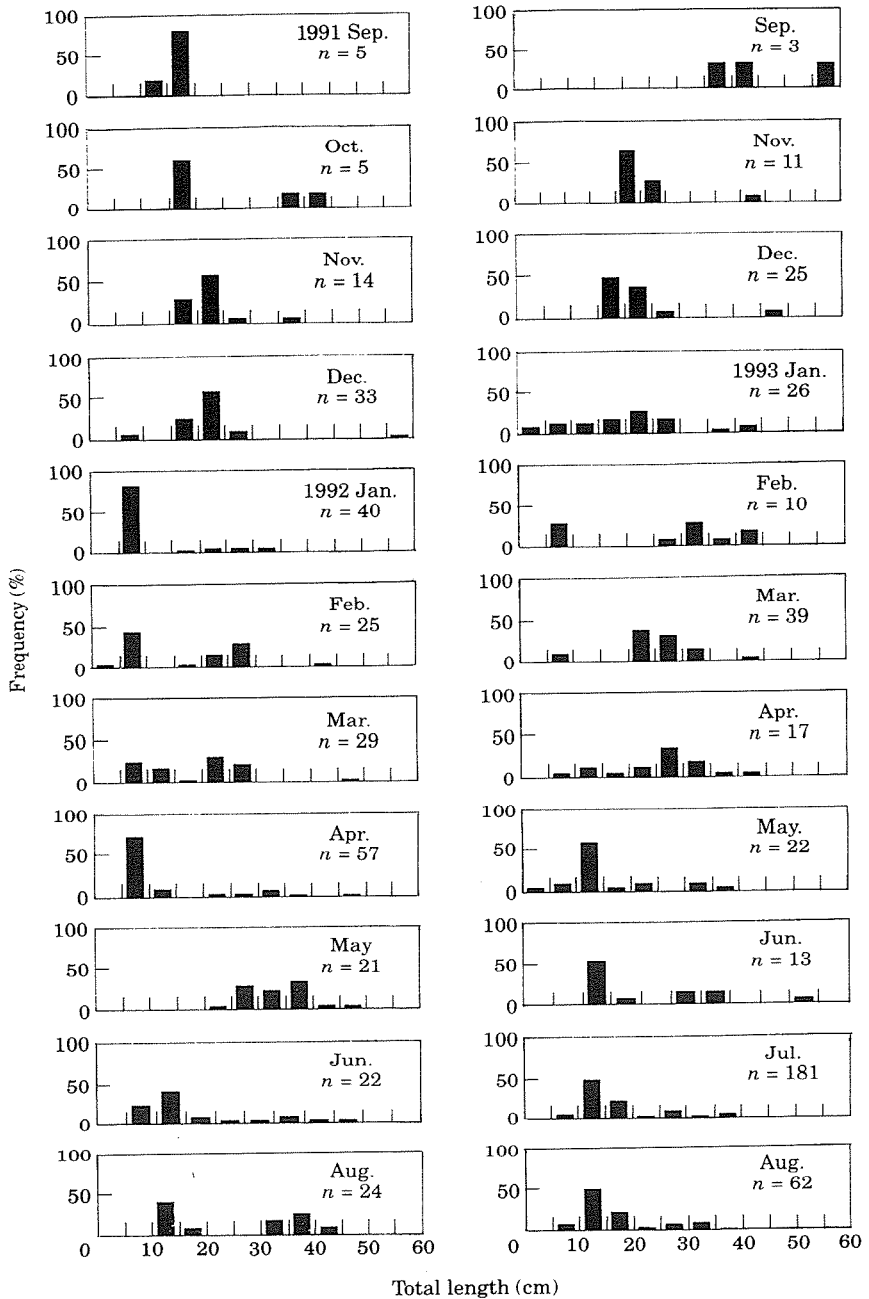 Frequency (%)
100
50
0
1991 Sep.
n = 5
100
50
0
Oct.
n = 5
100
50
0
Nov.
n = 14
100
50
0
Dec.
n = 33
100
50
0
1992 Jan.
n = 40
100
50
0
Feb.
n = 25
100
50
0
Mar.
n = 29
100
50
0
Apr.
n = 57
100
50
0
May
n = 21
100
50
0
Jun.
n = 22
100
50
Aug.
n = 24
0 10 20 30 40 50 60
100
50
0
Sep.
n = 3
100
50
0
Nov.
n = 11
100
50
0
Dec.
n = 25
100
50
0
1993 Jan.
n = 26
100
50
0
Feb.
n = 10
100
50
0
Mar.
n = 39
100
50
0
Apr.
n = 17
100
50
0
May.
n = 22
100
50
0
Jun.
n = 13
100
50
0
Jul.
n = 181
100
50
Aug.
n = 62
0 10 20 30 40 50 60
Total length (cm)